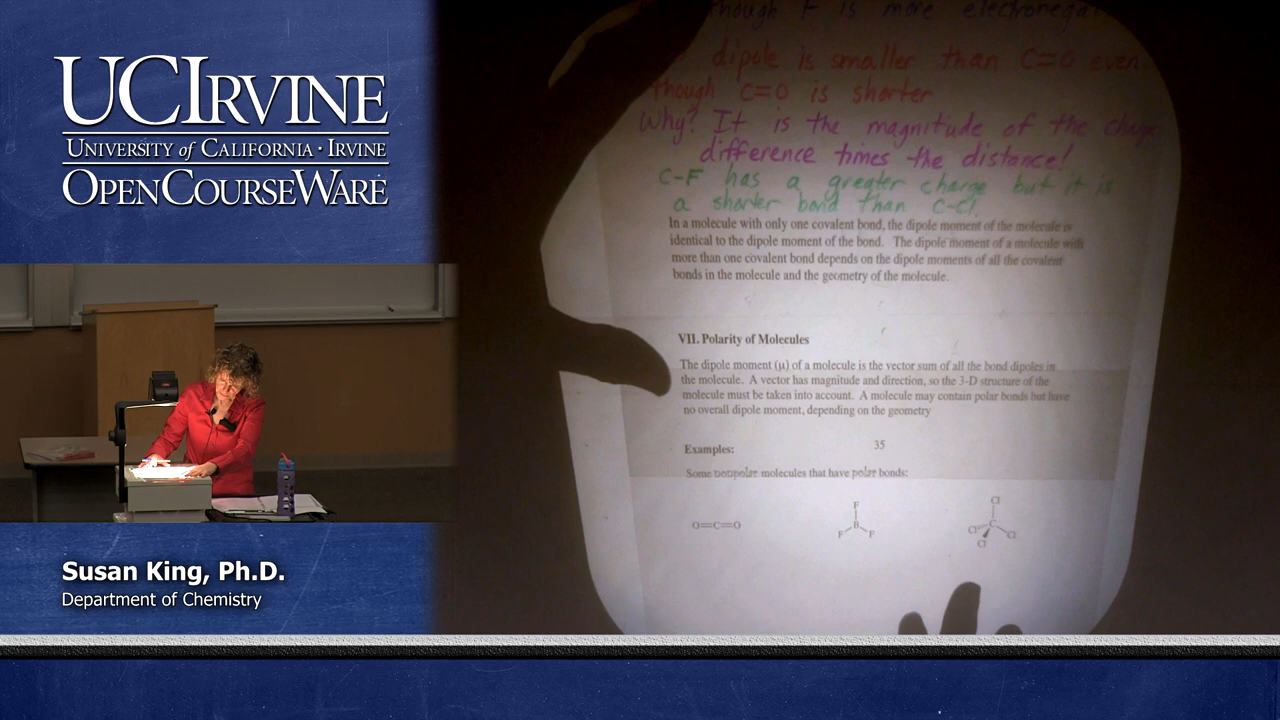 UCIRVINE
UNIVERSITY of CALIFORNIA · IRVINE
OPENCOURSEWARE
Susan King, Ph.D.
Department of Chemistry
though F is more
dipole is smaller than C=O even
though C=O is shorter
Why? It is the magnitude of the
difference times the distance!
C-F has a greater charge but it is
a shorter bond than C-Cl.
In a molecule with only one covalent bond, the dipole moment of the molecule is
identical to the dipole moment of the bond. The dipole moment of a molecule with
more than one covalent bond depends on the dipole moments of all the covalent
bonds in the molecule and the geometry of the molecule.
VII. Polarity of Molecules
The dipole moment (μ) of a molecule is the vector sum of all the bond dipoles in
the molecule. A vector has magnitude and direction, so the 3-D structure of the
molecule must be taken into account. A molecule may contain polar bonds but have
no overall dipole moment, depending on the geometry
35
Examples:
Some nonpolar molecules that have polar bonds:
O=C=O
F
B
F F
Cl
Cl C Cl
Cl